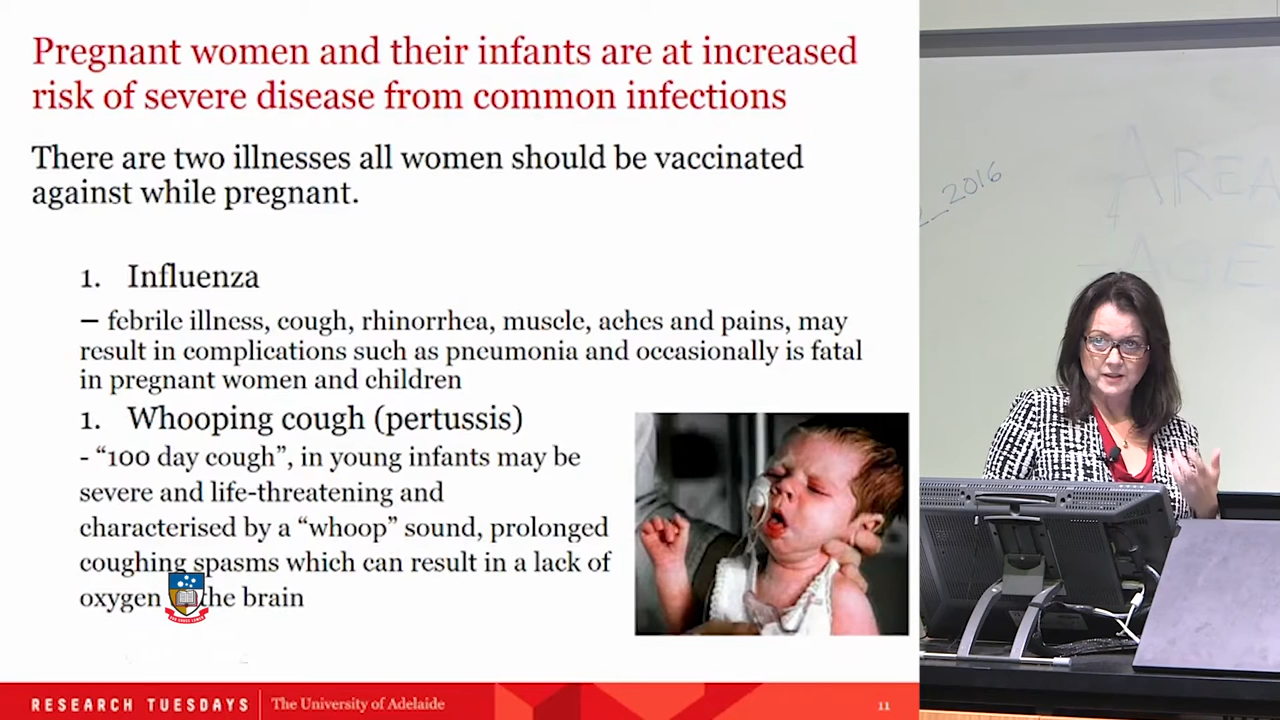 Pregnant women and their infants are at increased
risk of severe disease from common infections
There are two illnesses all women should be vaccinated
against while pregnant.
1. Influenza
– febrile illness, cough, rhinorrhea, muscle, aches and pains, may
result in complications such as pneumonia and occasionally is fatal
in pregnant women and children
1. Whooping cough (pertussis)
- “100 day cough”, in young infants may be
severe and life-threatening and
characterised by a “whoop” sound, prolonged
coughing spasms which can result in a lack of
oxygen the brain
RESEARCH TUESDAYS
The University of Adelaide
11
2016
AREA
AGE